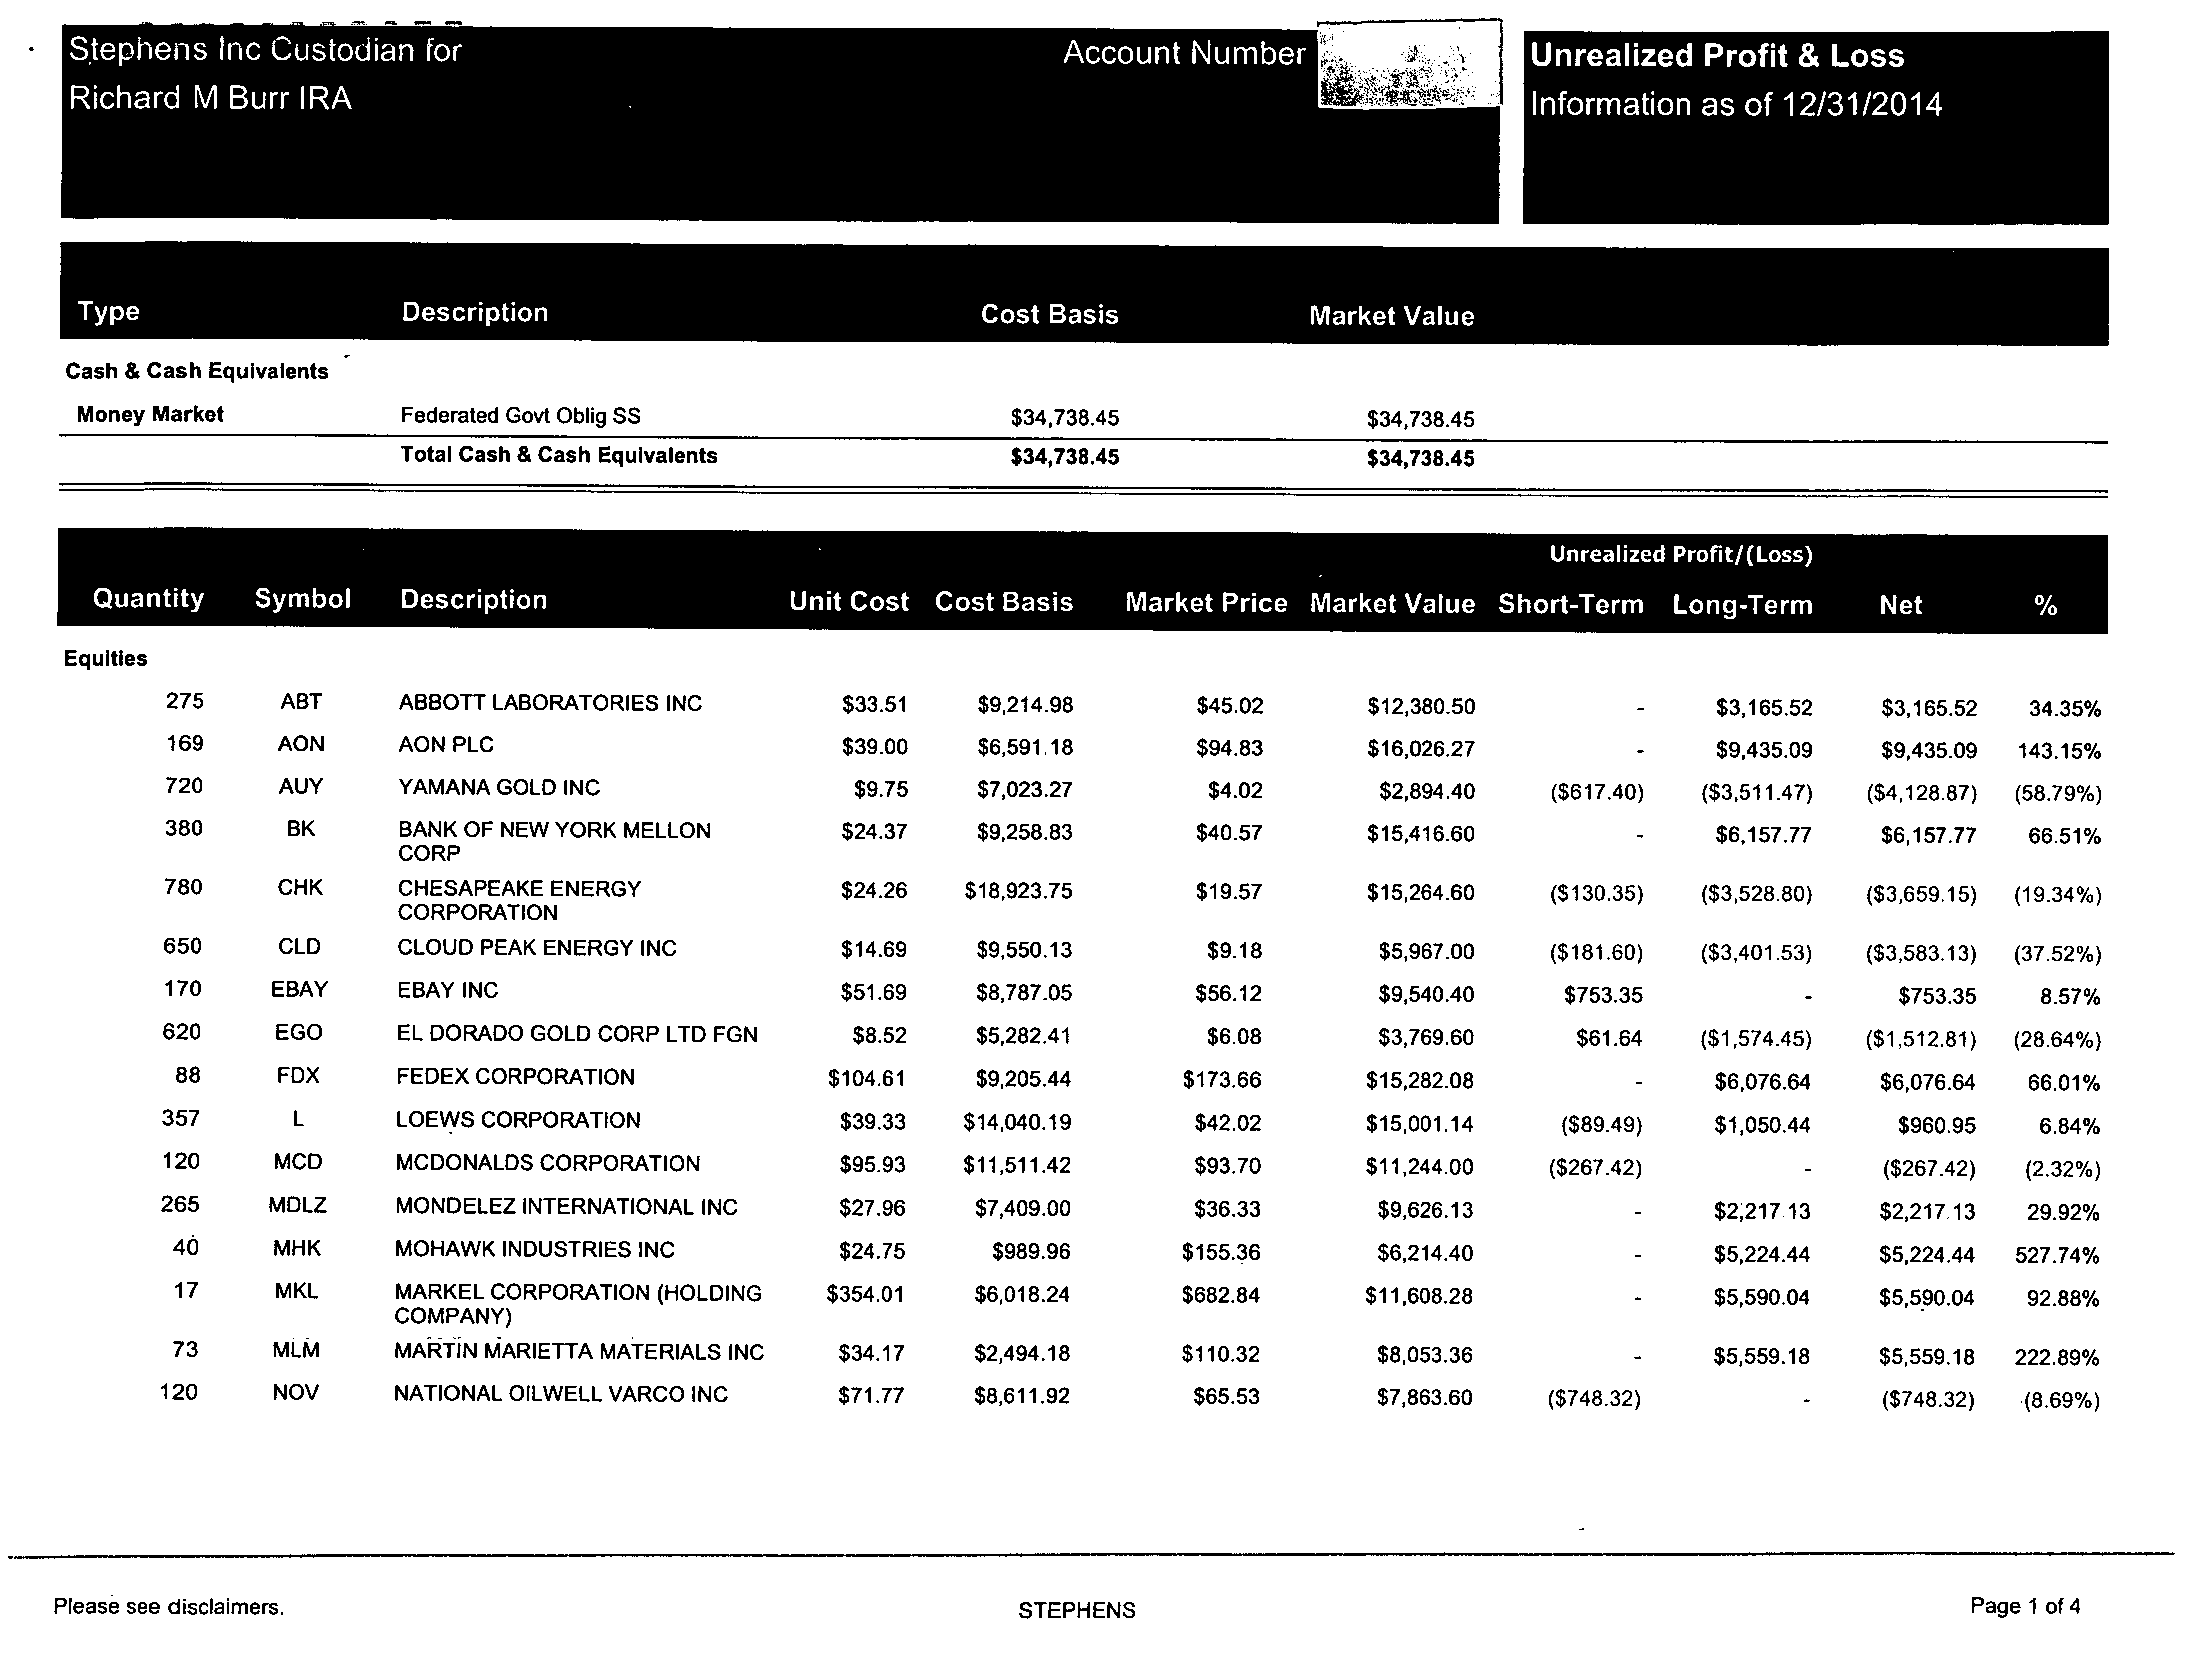 Stephens Inc Custodian for Account Number Unrealized Profit & Loss
Richard M Burr IRA Information as of 12/31/2014
Type Description Cost Basis Market Value
Cash & Cash Equivalents
Money Market Federated Govt Oblig SS $34,738.45 $34,738.45
Total Cash & Cash Equivalents $34,738.45 $34,738.45
Unrealized Profit/(Loss)
Quantity Symbol Description Unit Cost Cost Basis Market Price Market Value Short-Term Long-Term Net %
Equities
275 ABT ABBOTT LABORATORIES INC $33.51 $9,214.98 $45.02 $12,380.50 - $3,165.52 $3,165.52 34.35%
169 AON AON PLC $39.00 $6,591.18 $94.83 $16,026.27 - $9,435.09 $9,435.09 143.15%
720 AUY YAMANA GOLD INC $9.75 $7,023.27 $4.02 $2,894.40 ($617.40) ($3,511.47) ($4,128.87) (58.79%)
380 BK BANK OF NEW YORK MELLON $24.37 $9,258.83 $40.57 $15,416.60 - $6,157.77 $6,157.77 66.51%
CORP
780 CHK CHESAPEAKE ENERGY $24.26 $18,923.75 $19.57 $15,264.60 ($130.35) ($3,528.80) ($3,659.15) (19.34%)
CORPORATION
650 CLD CLOUD PEAK ENERGY INC $14.69 $9,550.13 $9.18 $5,967.00 ($181.60) ($3,401.53) ($3,583.13) (37.52%)
170 EBAY EBAY INC $51.69 $8,787.05 $56.12 $9,540.40 $753.35 - $753.35 8.57%
620 EGO EL DORADO GOLD CORP LTD FGN $8.52 $5,282.41 $6.08 $3,769.60 $61.64 ($1,574.45) ($1,512.81) (28.64%)
88 FDX FEDEX CORPORATION $104.61 $9,205.44 $173.66 $15,282.08 - $6,076.64 $6,076.64 66.01%
357 L LOEWS CORPORATION $39.33 $14,040.19 $42.02 $15,001.14 ($89.49) $1,050.44 $960.95 6.84%
120 MCD MCDONALDS CORPORATION $95.93 $11,511.42 $93.70 $11,244.00 ($267.42) - ($267.42) (2.32%)
265 MDLZ MONDELEZ INTERNATIONAL INC $27.96 $7,409.00 $36.33 $9,626.13 - $2,217.13 $2,217.13 29.92%
40 MHK MOHAWK INDUSTRIES INC $24.75 $989.96 $155.36 $6,214.40 - $5,224.44 $5,224.44 527.74%
17 MKL MARKEL CORPORATION (HOLDING $354.01 $6,018.24 $682.84 $11,608.28 - $5,590.04 $5,590.04 92.88%
COMPANY)
73 MLM MARTIN MARIETTA MATERIALS INC $34.17 $2,494.18 $110.32 $8,053.36 - $5,559.18 $5,559.18 222.89%
120 NOV NATIONAL OILWELL VARCO INC $71.77 $8,611.92 $65.53 $7,863.60 ($748.32) - ($748.32) (8.69%)
Please see disclaimers. STEPHENS Page 1 of 4